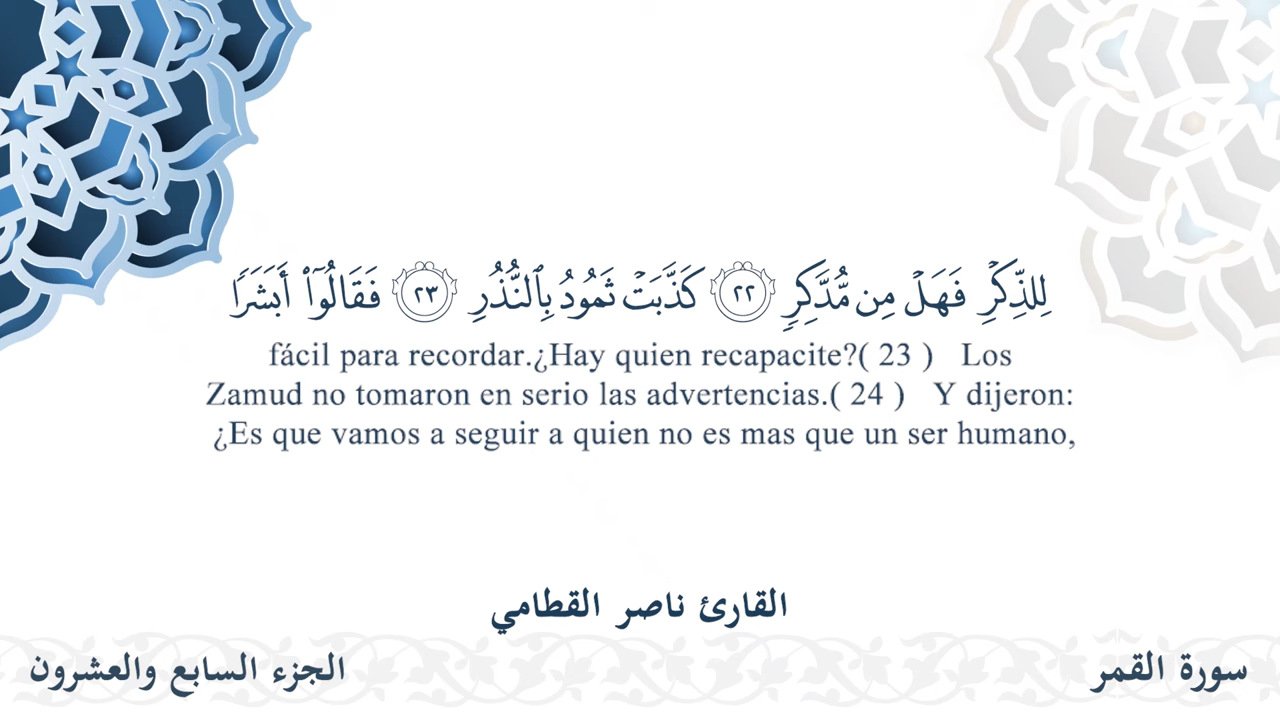 لِلذِّكْرِ فَهَلْ مِن مُّدَّكِرٍ ٢٢ كَذَّبَتْ ثَمُودُ بِٱلنُّذُرِ ٢٣ فَقَالُوٓا۟ أَبَشَرًا
fácil para recordar.¿Hay quien recapacite?( 23 ) Los
Zamud no tomaron en serio las advertencias.( 24 ) Y dijeron:
¿Es que vamos a seguir a quien no es mas que un ser humano,
القارئ ناصر القطامي
سورة القمر
الجزء السابع والعشرون